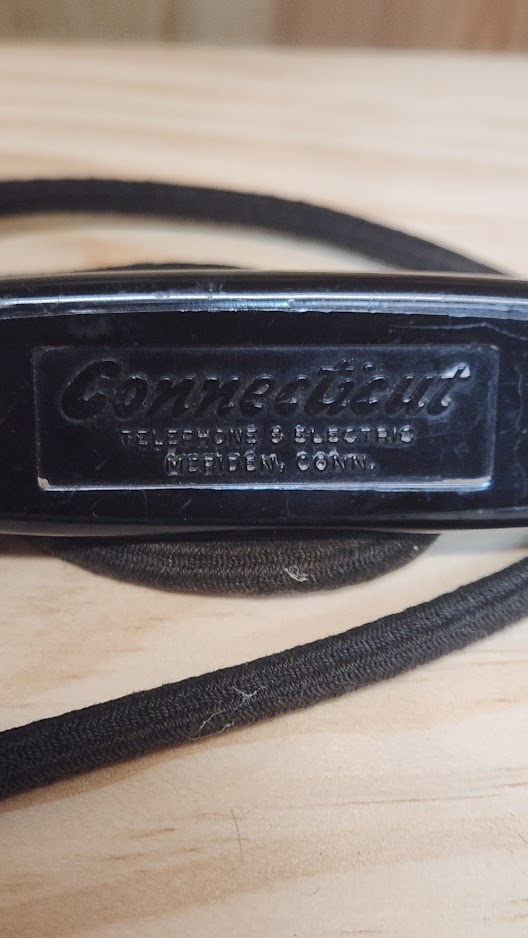 Connecticut
TELEPHONE & ELECTRIC
MERIDEN, CONN.